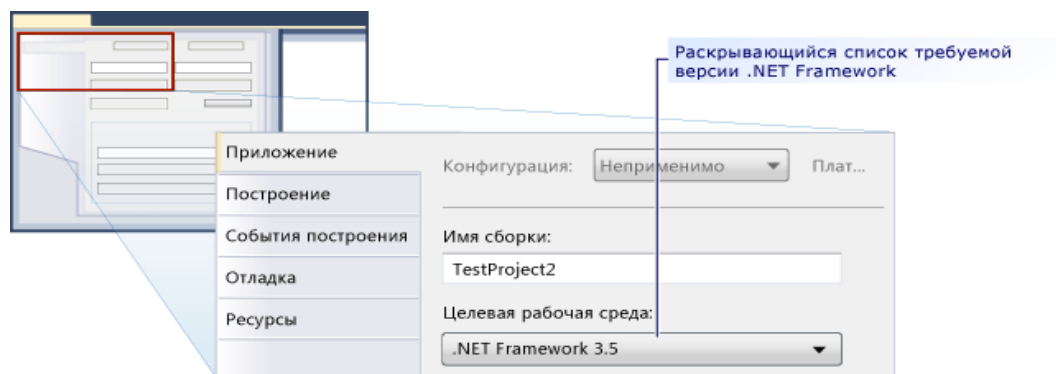 Раскрывающийся список требуемой
версии .NET Framework
Приложение
Построение
События построения
Отладка
Ресурсы
Конфигурация: Неприменимо Плат...
Имя сборки:
TestProject2
Целевая рабочая среда:
.NET Framework 3.5